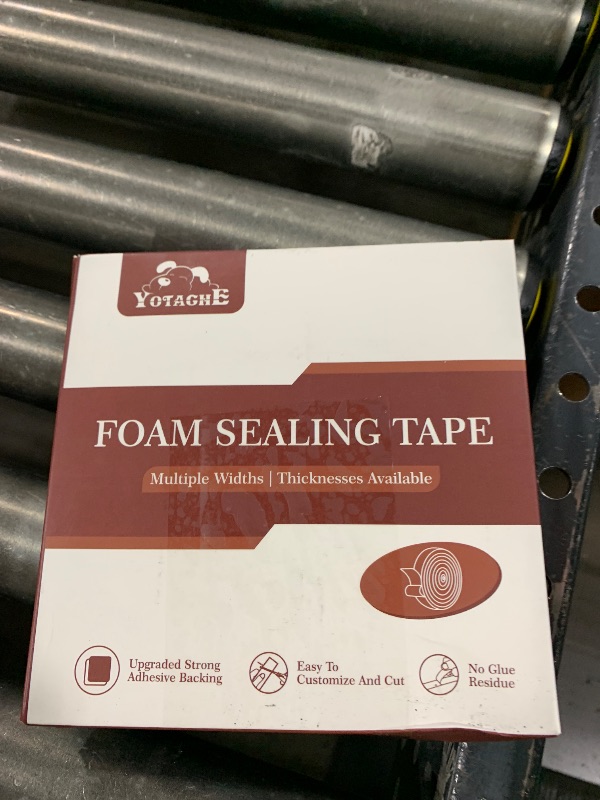 YOTACHE
FOAM SEALING TAPE
Multiple Widths | Thicknesses Available
Upgraded Strong
Adhesive Backing
Easy To
Customize And Cut
No Glue
Residue